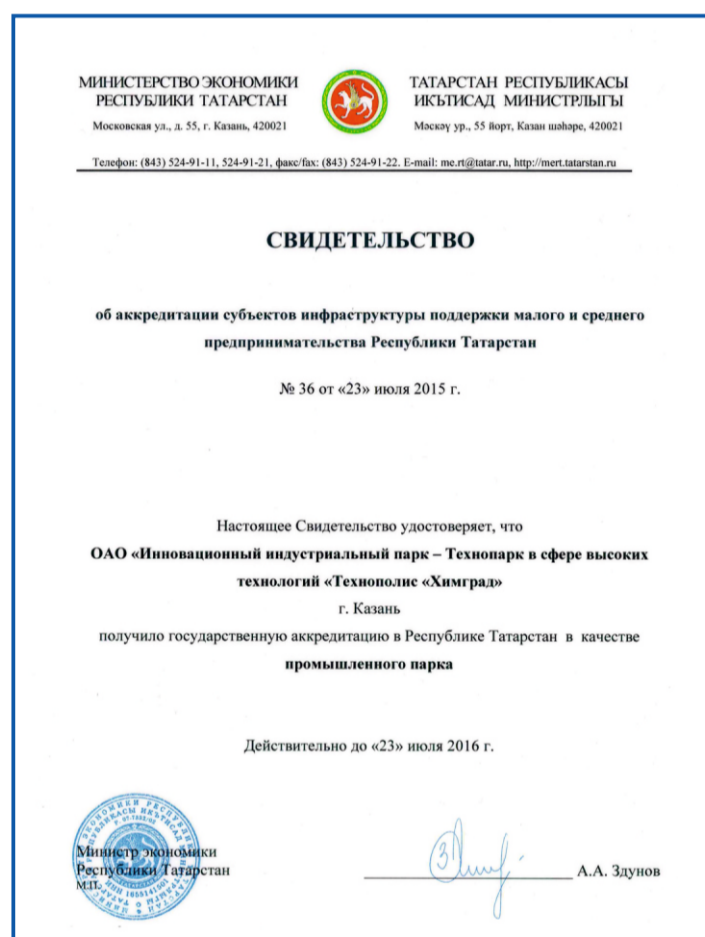 МИНИСТЕРСТВО ЭКОНОМИКИ
РЕСПУБЛИКИ ТАТАРСТАН
Московская ул., д. 55, г. Казань, 420021
ТАТАРСТАН РЕСПУБЛИКАСЫ
ИКЪТИСАД МИНИСТРЛЫГЫ
Мәскәү ур., 55 йорт, Казан шәһәре, 420021
Телефон: (843) 524-91-11, 524-91-21, факс/fax: (843) 524-91-22. E-mail: me.rt@tatar.ru, http://mert.tatarstan.ru
СВИДЕТЕЛЬСТВО
об аккредитации субъектов инфраструктуры поддержки малого и среднего
предпринимательства Республики Татарстан
№ 36 от «23» июля 2015 г.
Настоящее Свидетельство удостоверяет, что
ОАО «Инновационный индустриальный парк – Технопарк в сфере высоких
технологий «Технополис «Химград»
г. Казань
получило государственную аккредитацию в Республике Татарстан в качестве
промышленного парка
Действительно до «23» июля 2016 г.
Министр экономики
Республики Татарстан
М.П.
А.А. Здунов